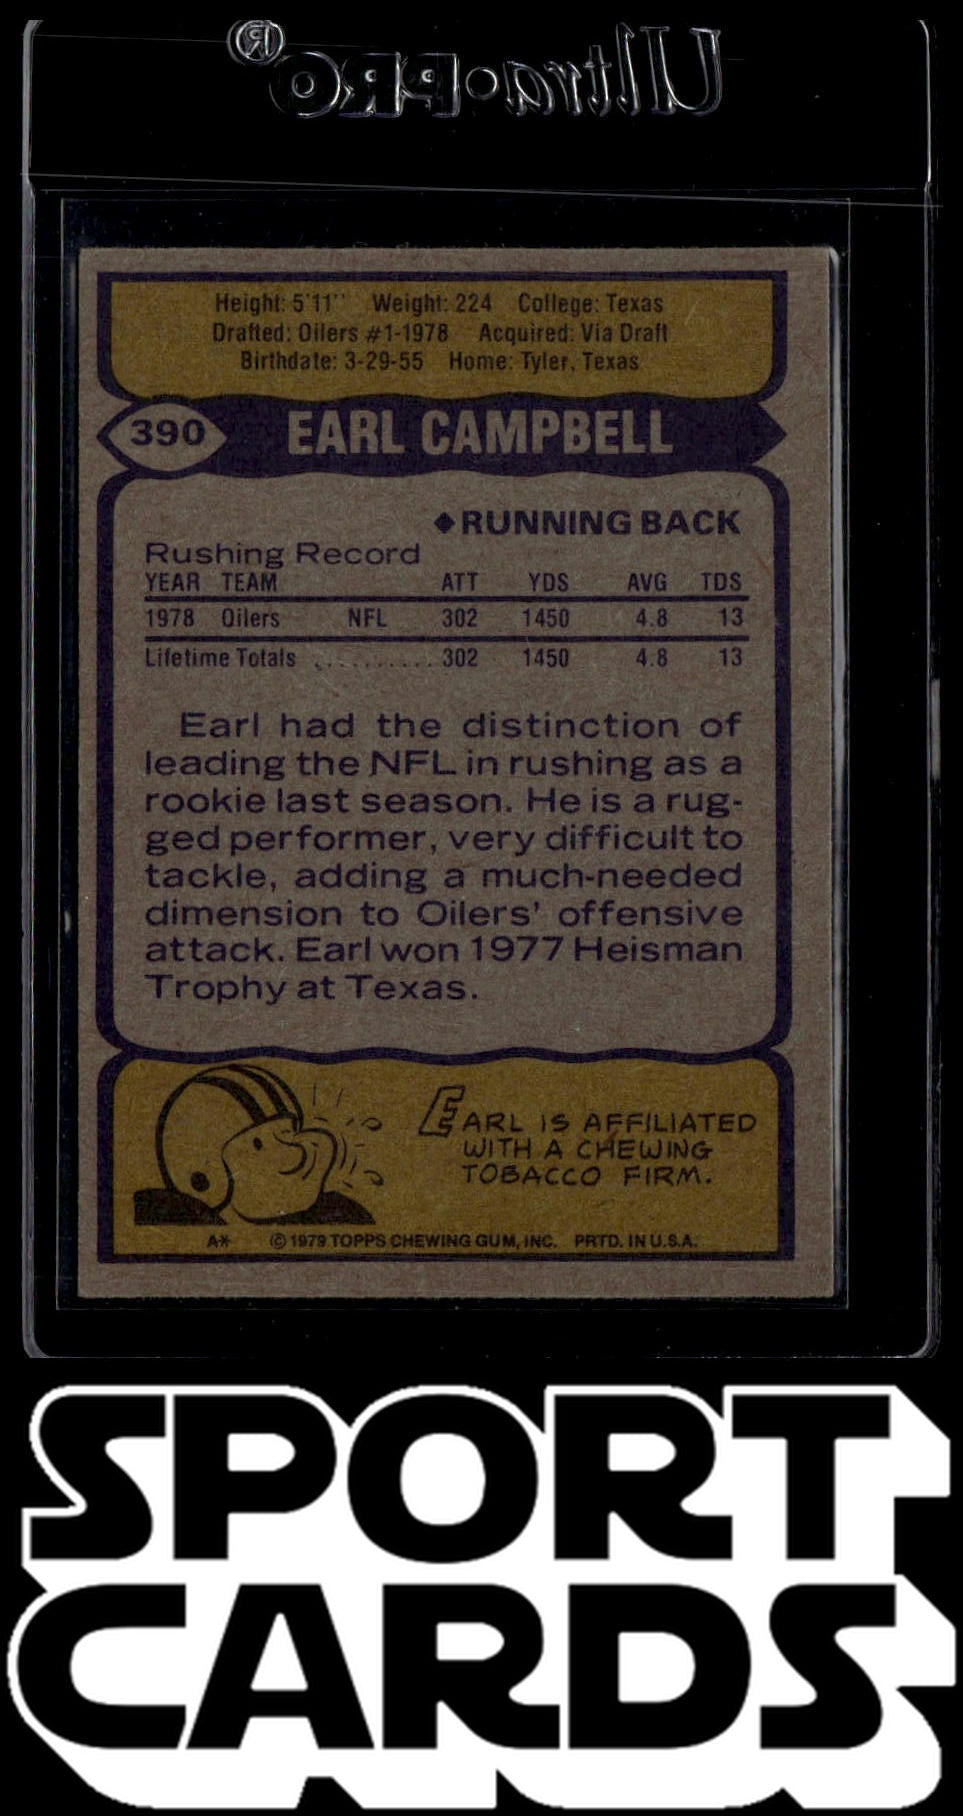 Ultra•PRO®
Height: 5'11" Weight: 224 College: Texas
Drafted: Oilers #1-1978 Acquired: Via Draft
Birthdate: 3-29-55 Home: Tyler, Texas
390 EARL CAMPBELL
◆RUNNING BACK
Rushing Record
YEAR TEAM ATT YDS AVG TDS
1978 Oilers NFL 302 1450 4.8 13
Lifetime Totals .......... 302 1450 4.8 13
Earl had the distinction of
leading the NFL in rushing as a
rookie last season. He is a rug-
ged performer, very difficult to
tackle, adding a much-needed
dimension to Oilers' offensive
attack. Earl won 1977 Heisman
Trophy at Texas.
EARL IS AFFILIATED
WITH A CHEWING
TOBACCO FIRM.
A* © 1979 TOPPS CHEWING GUM, INC. PRTD. IN U.S.A.
SPORT
CARDS